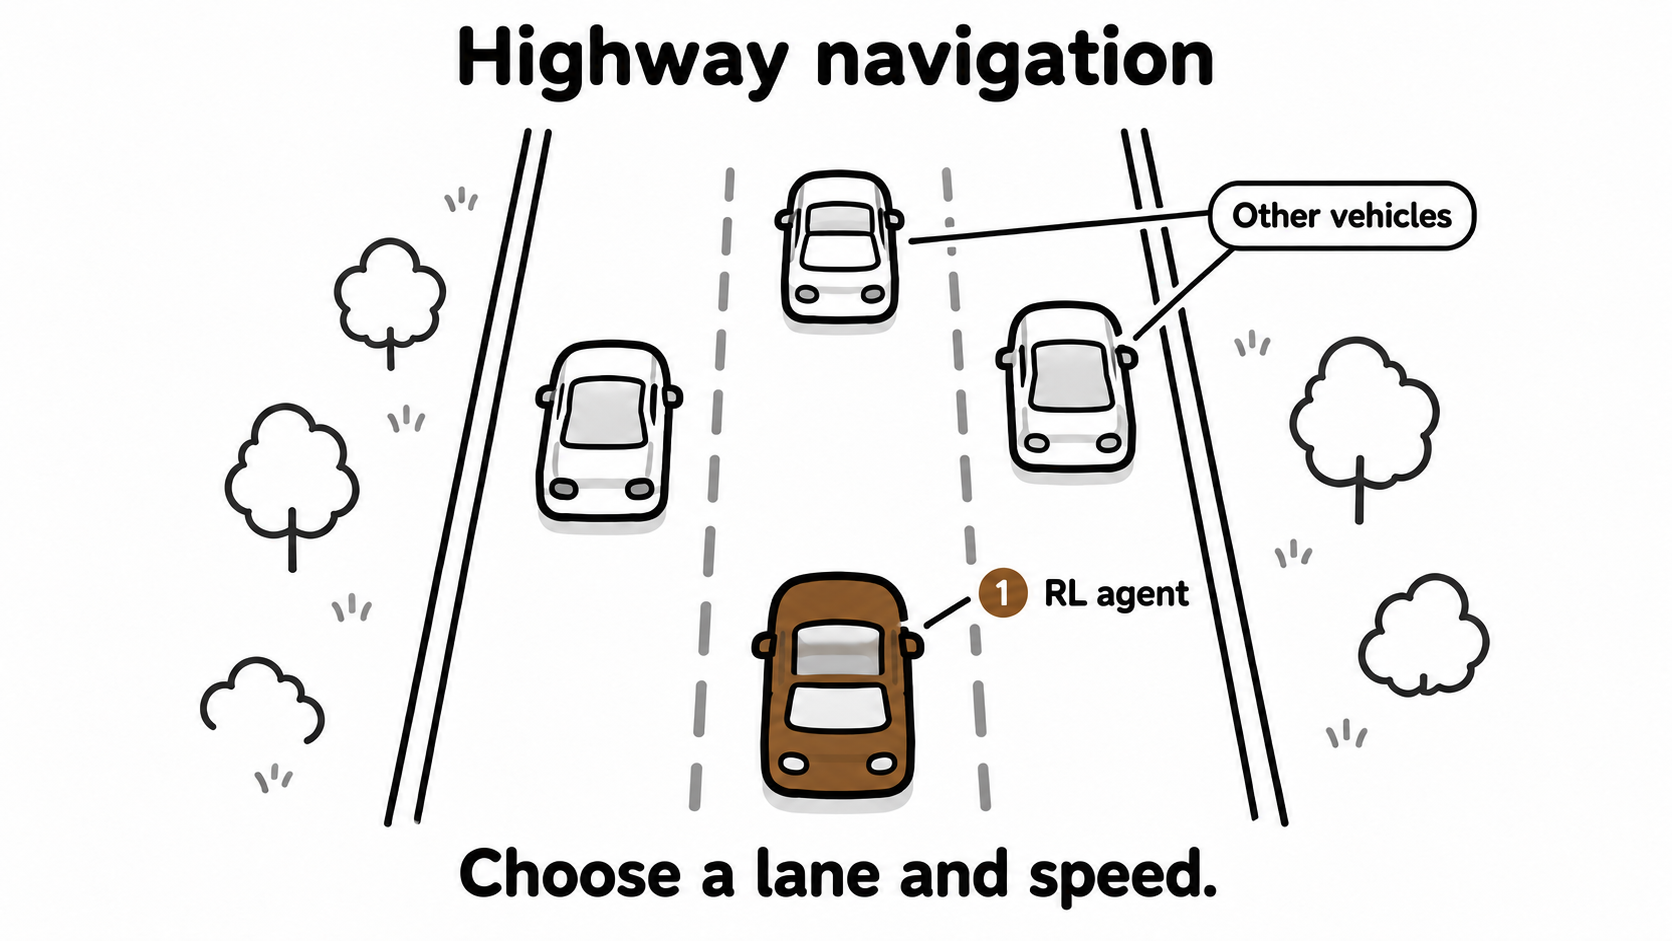 Highway navigation
Other vehicles
1 RL agent
Choose a lane and speed.